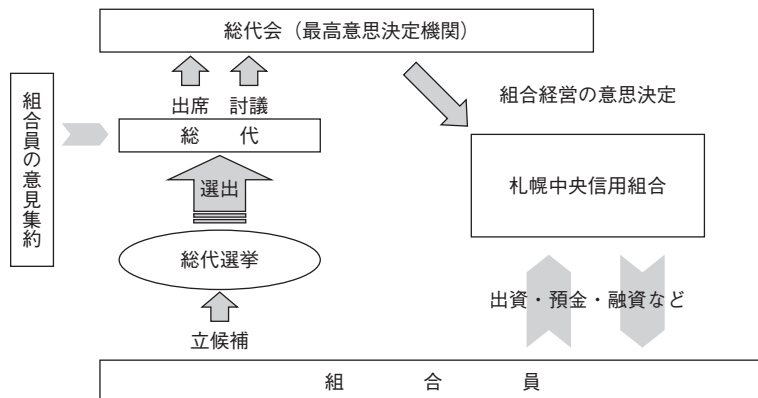 総代会（最高意思決定機関）
出席　討議
組合経営の意思決定
組合員の意見集約
総　　代
選出
札幌中央信用組合
総代選挙
出資・預金・融資など
立候補
組　　合　　員